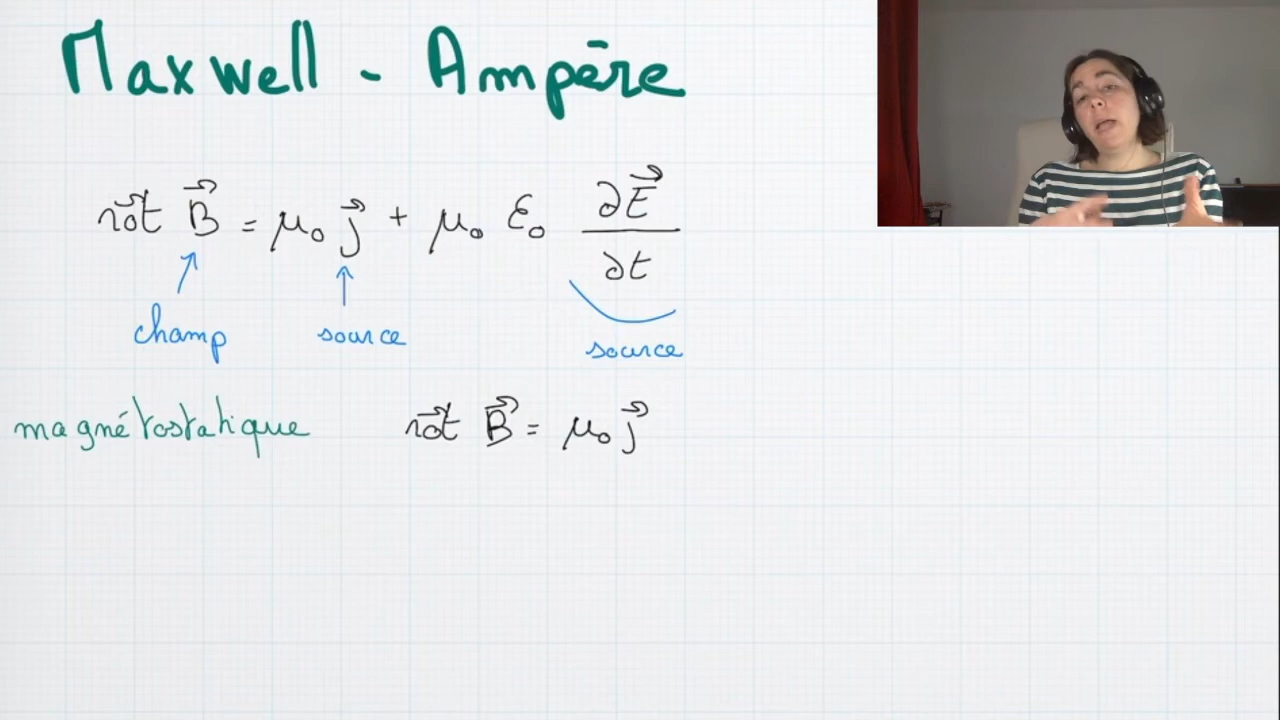 Maxwell - Ampère
rot B⃗ = μ₀ j⃗ + μ₀ ε₀ ∂E⃗/∂t
champ source source
magnétostatique rot B⃗ = μ₀ j⃗